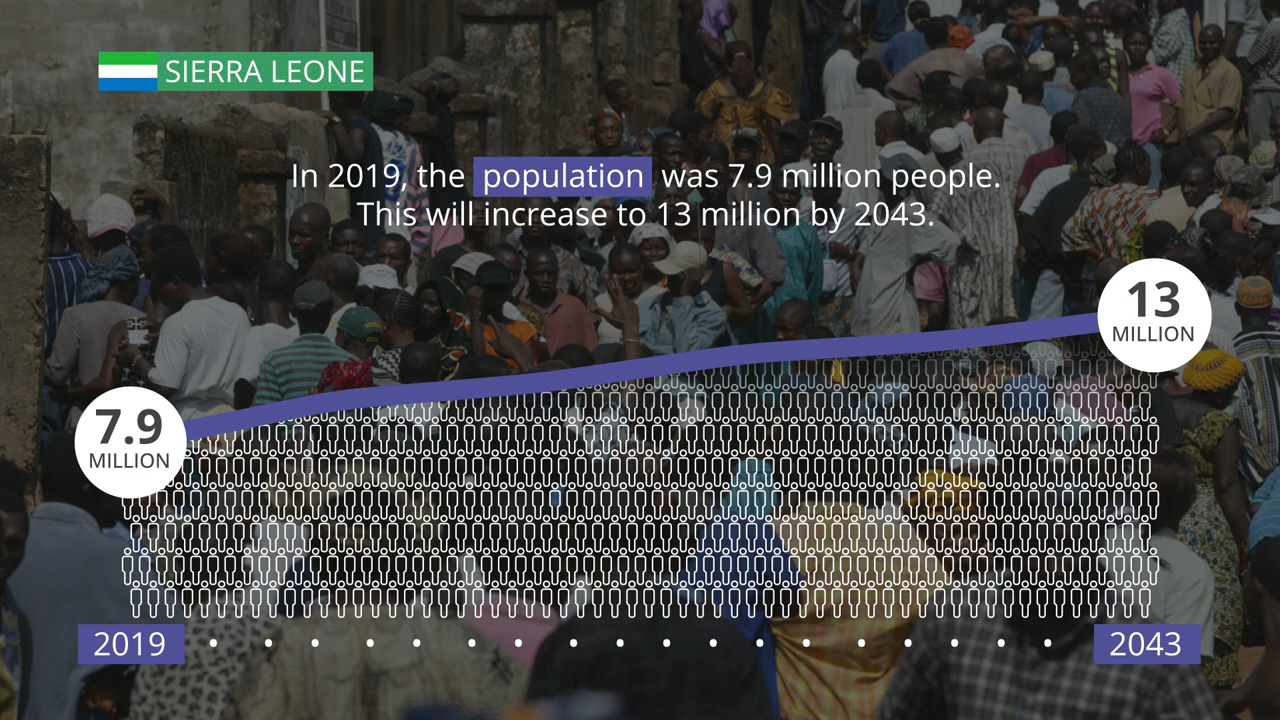 SIERRA LEONE
In 2019, the population was 7.9 million people.
This will increase to 13 million by 2043.
13
MILLION
7.9
MILLION
2019
2043